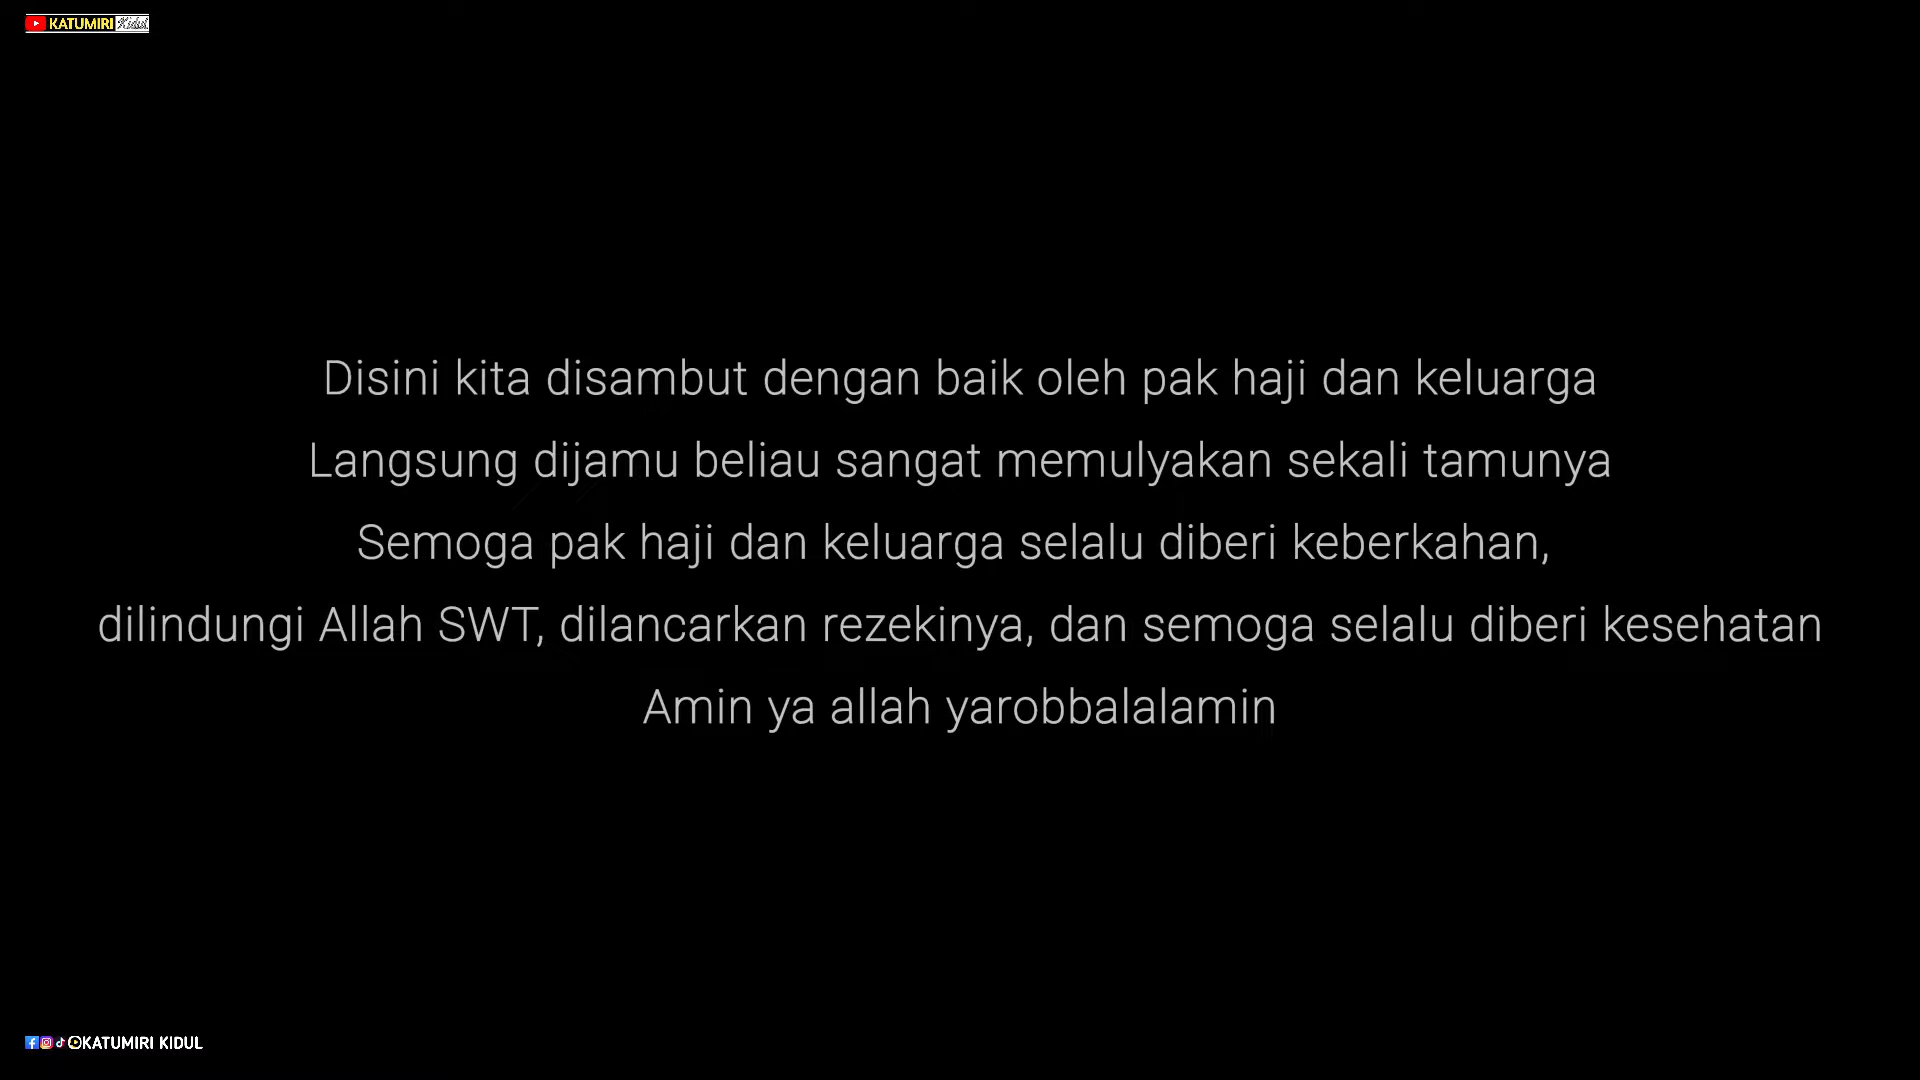 KATUMIRI Kidul
Disini kita disambut dengan baik oleh pak haji dan keluarga
Langsung dijamu beliau sangat memulyakan sekali tamunya
Semoga pak haji dan keluarga selalu diberi keberkahan,
dilindungi Allah SWT, dilancarkan rezekinya, dan semoga selalu diberi kesehatan
Amin ya allah yarobbalalamin
KATUMIRI KIDUL